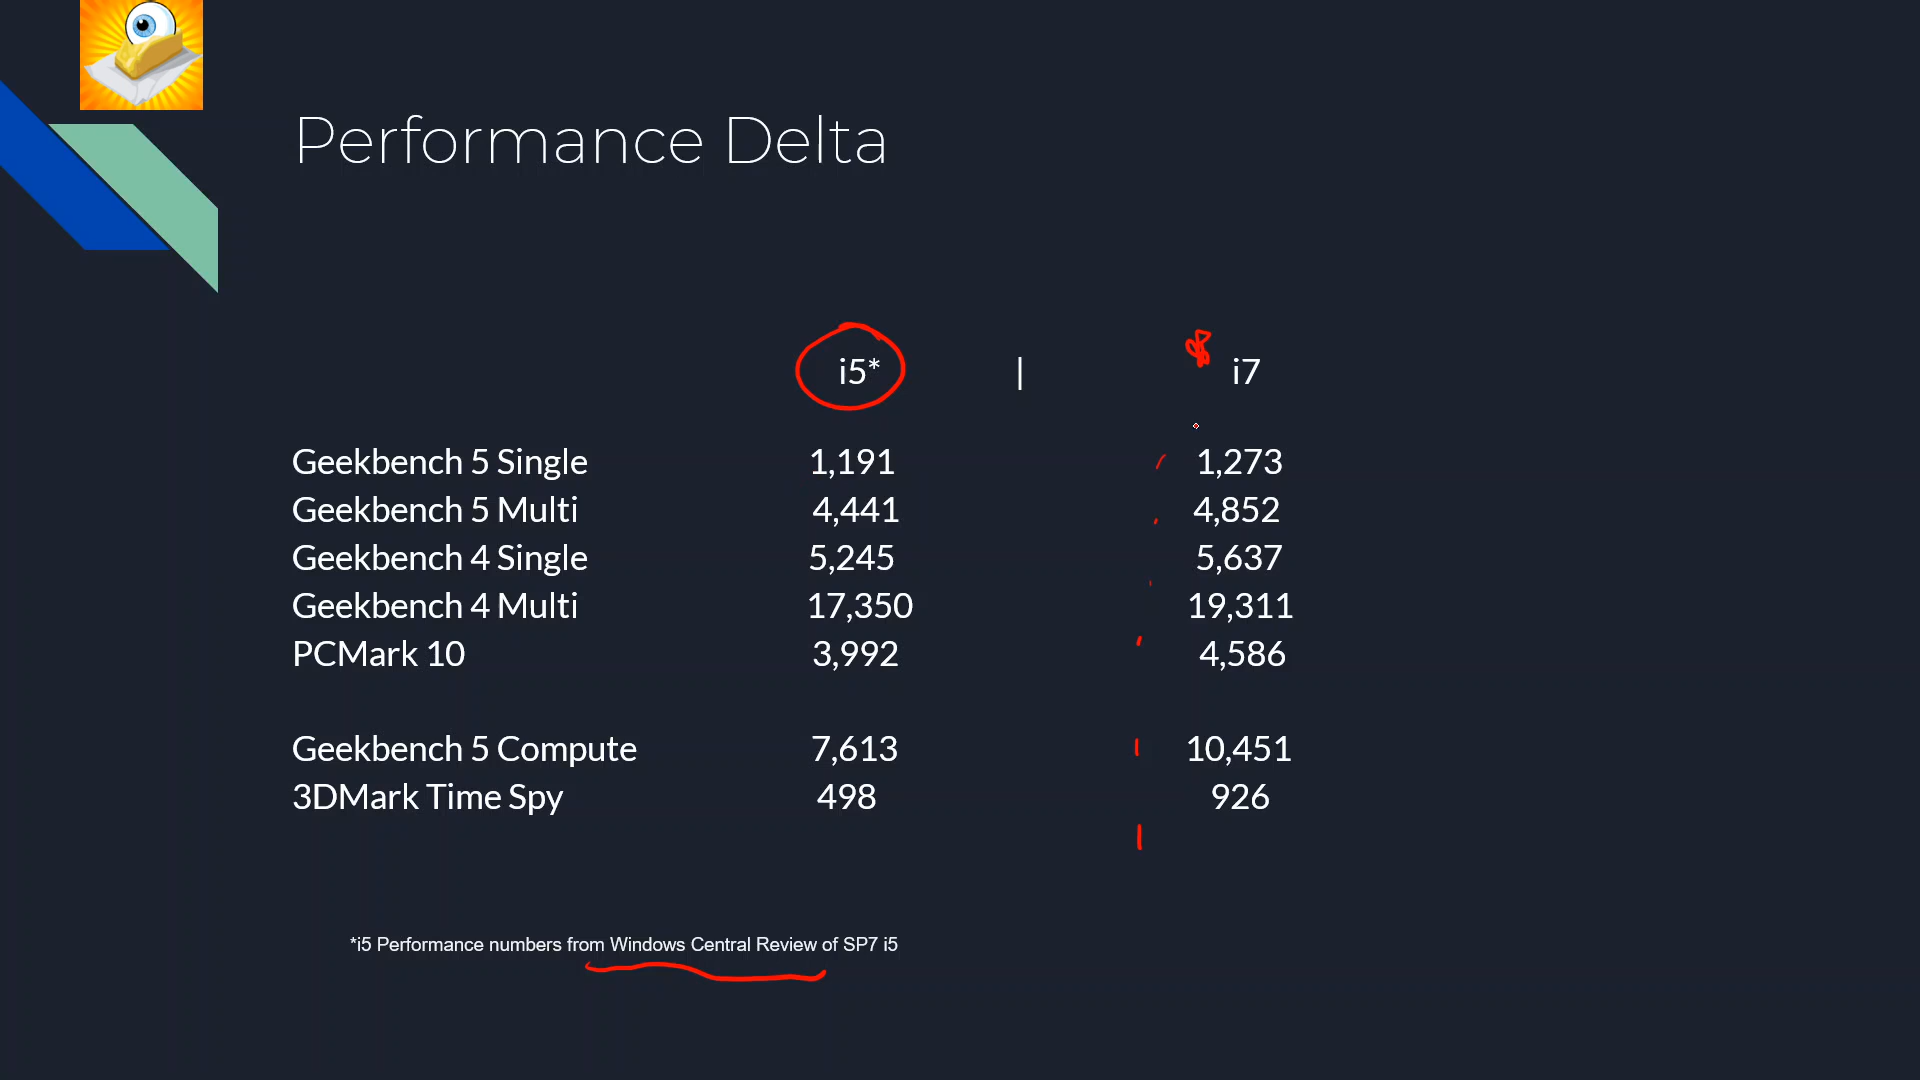 Performance Delta
i5* | i7
Geekbench 5 Single 1,191 1,273
Geekbench 5 Multi 4,441 4,852
Geekbench 4 Single 5,245 5,637
Geekbench 4 Multi 17,350 19,311
PCMark 10 3,992 4,586
Geekbench 5 Compute 7,613 10,451
3DMark Time Spy 498 926
*i5 Performance numbers from Windows Central Review of SP7 i5